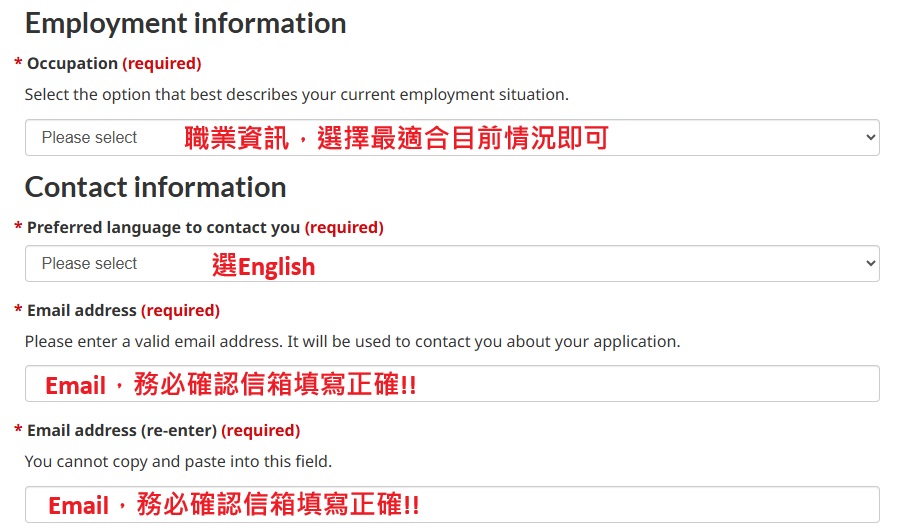 Employment information
* Occupation (required)
Select the option that best describes your current employment situation.
Please select 職業資訊，選擇最適合目前情況即可
Contact information
* Preferred language to contact you (required)
Please select 選English
* Email address (required)
Please enter a valid email address. It will be used to contact you about your application.
Email，務必確認信箱填寫正確!!
* Email address (re-enter) (required)
You cannot copy and paste into this field.
Email，務必確認信箱填寫正確!!